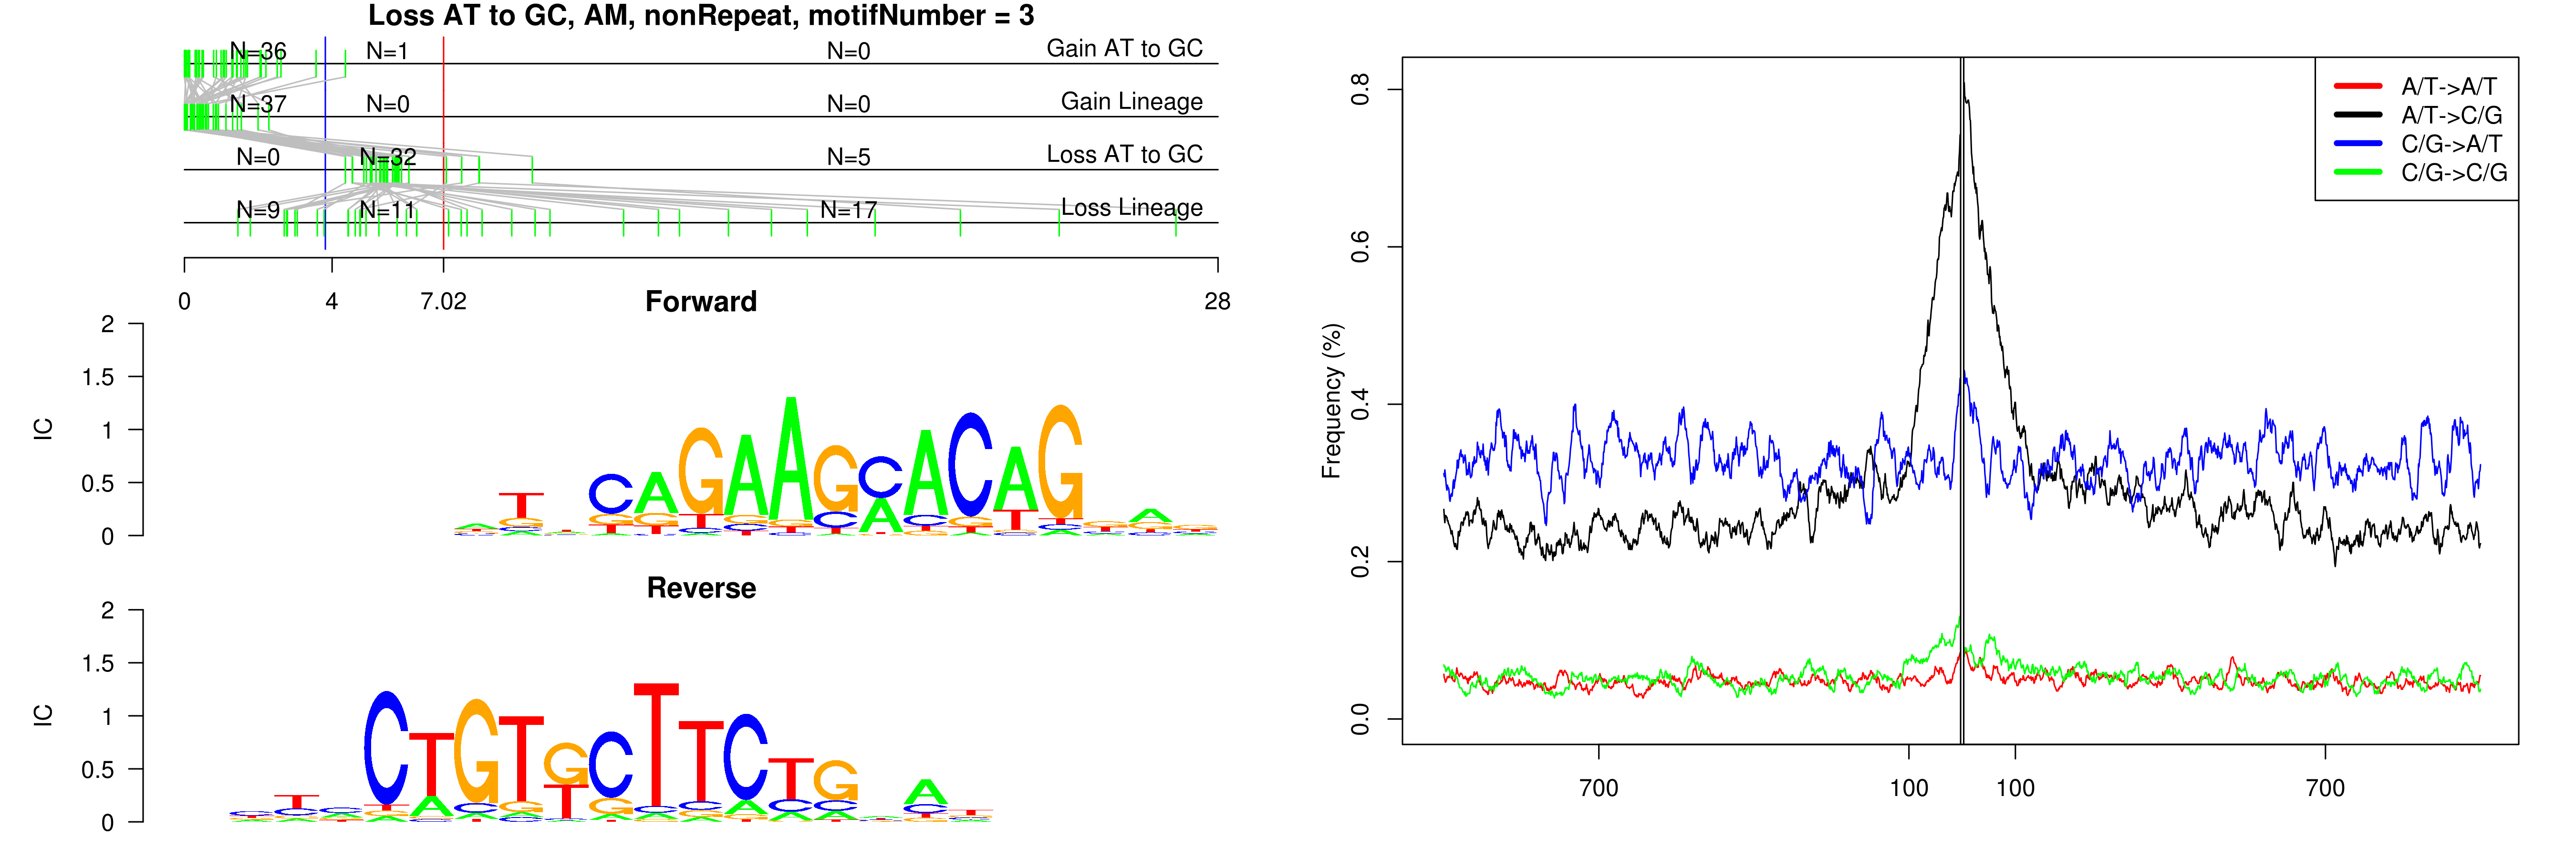 Loss AT to GC, AM, nonRepeat, motifNumber = 3
N=36 N=1 N=0 Gain AT to GC
N=37 N=0 N=0 Gain Lineage
N=0 N=32 N=5 Loss AT to GC
N=9 N=11 N=17 Loss Lineage
0 4 7.02 28
Forward
2
1.5
1
0.5
0
IC
Reverse
2
1.5
1
0.5
0
IC
0.8
0.6
0.4
0.2
0.0
Frequency (%)
700 100 100 700
A/T->A/T
A/T->C/G
C/G->A/T
C/G->C/G